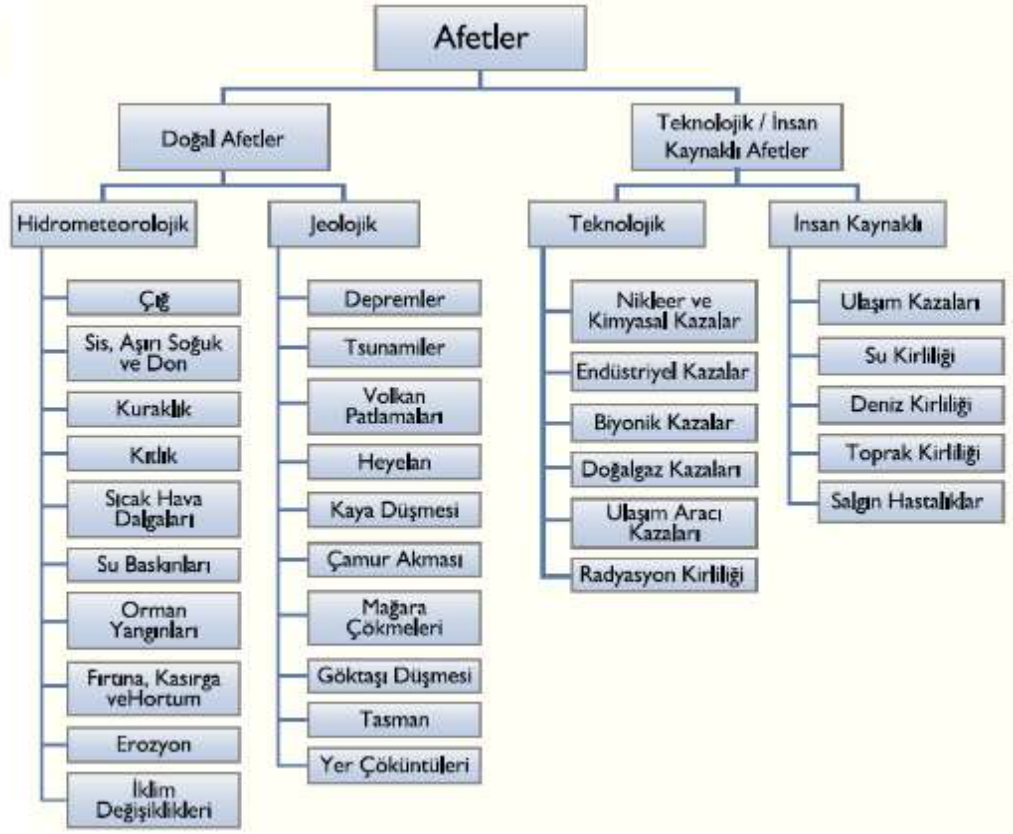 Afetler
Doğal Afetler
Teknolojik / İnsan
Kaynaklı Afetler
Hidrometeorolojik
Jeolojik
Teknolojik
İnsan Kaynaklı
Çığ
Sis, Aşırı Soğuk
ve Don
Kuraklık
Kıtlık
Sıcak Hava
Dalgaları
Su Baskınları
Orman
Yangınları
Fırtına, Kasırga
veHortum
Erozyon
İklim
Değişiklikleri
Depremler
Tsunamiler
Volkan
Patlamaları
Heyelan
Kaya Düşmesi
Çamur Akması
Mağara
Çökmeleri
Göktaşı Düşmesi
Tasman
Yer Çöküntüleri
Nikleer ve
Kimyasal Kazalar
Endüstriyel Kazalar
Biyonik Kazalar
Doğalgaz Kazaları
Ulaşım Aracı
Kazaları
Radyasyon Kirliliği
Ulaşım Kazaları
Su Kirliliği
Deniz Kirliliği
Toprak Kirliliği
Salgın Hastalıklar